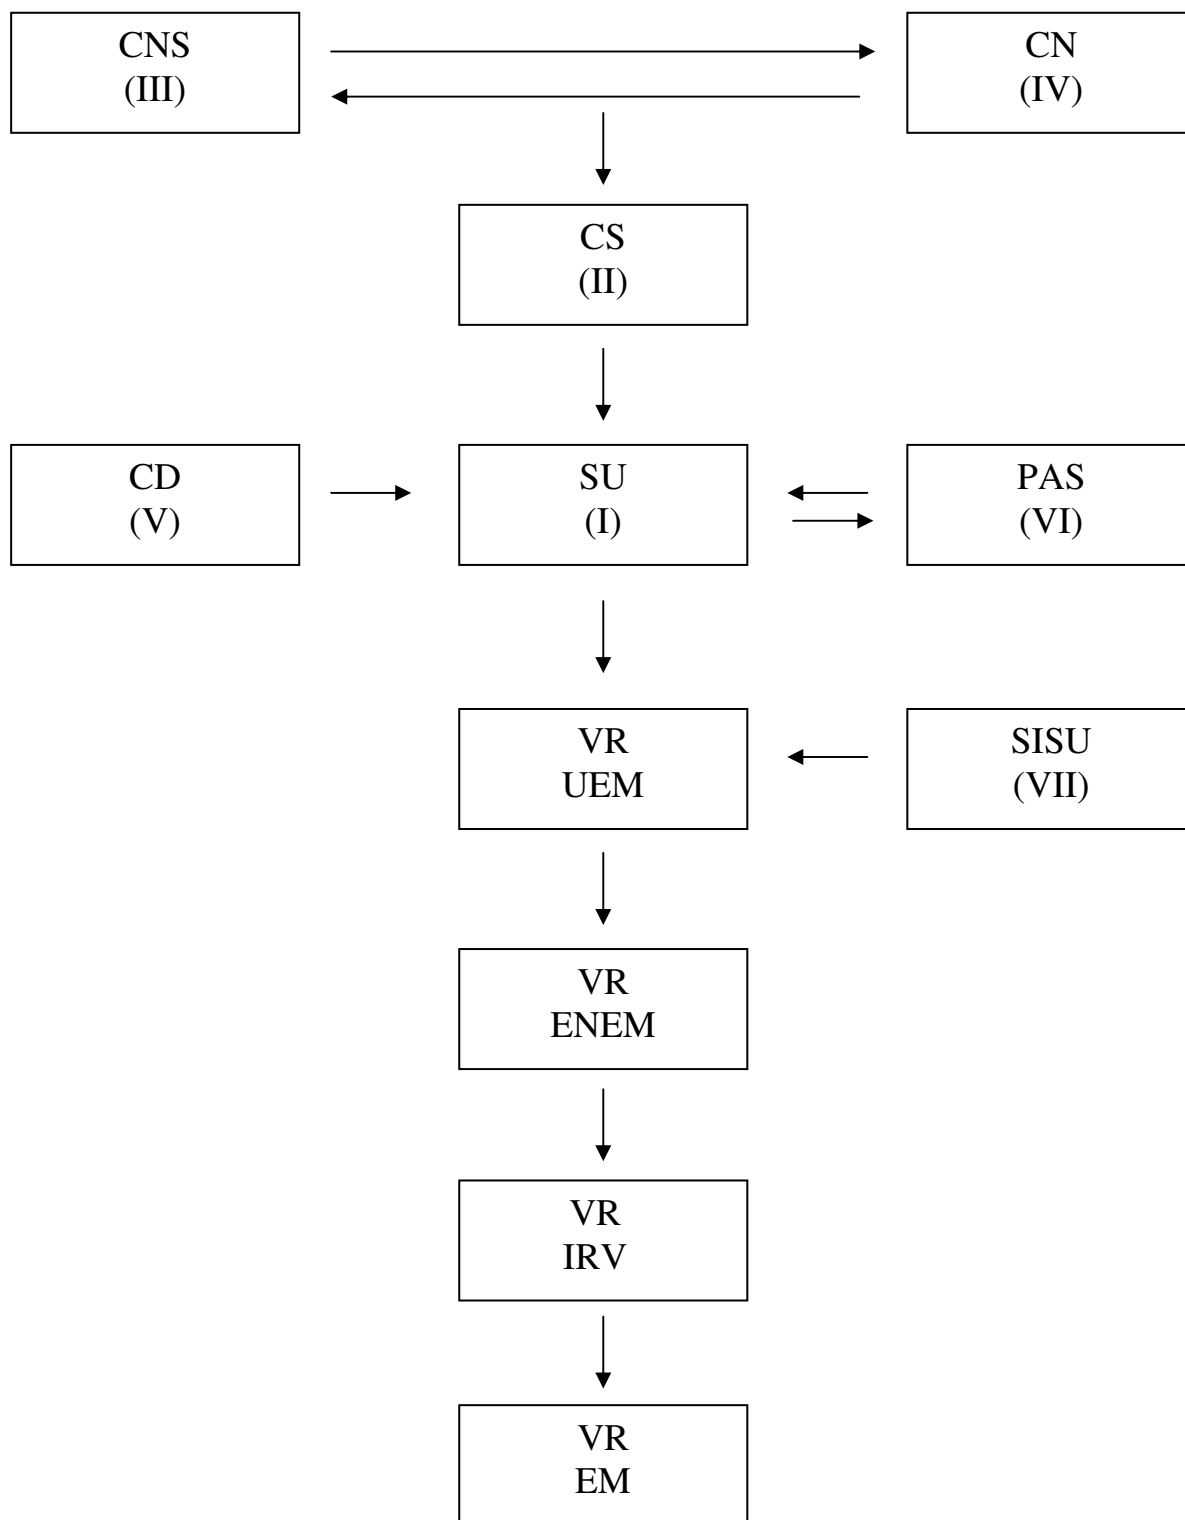 CNS
(III)
CN
(IV)
CS
(II)
CD
(V)
SU
(I)
PAS
(VI)
VR
UEM
SISU
(VII)
VR
ENEM
VR
IRV
VR
EM